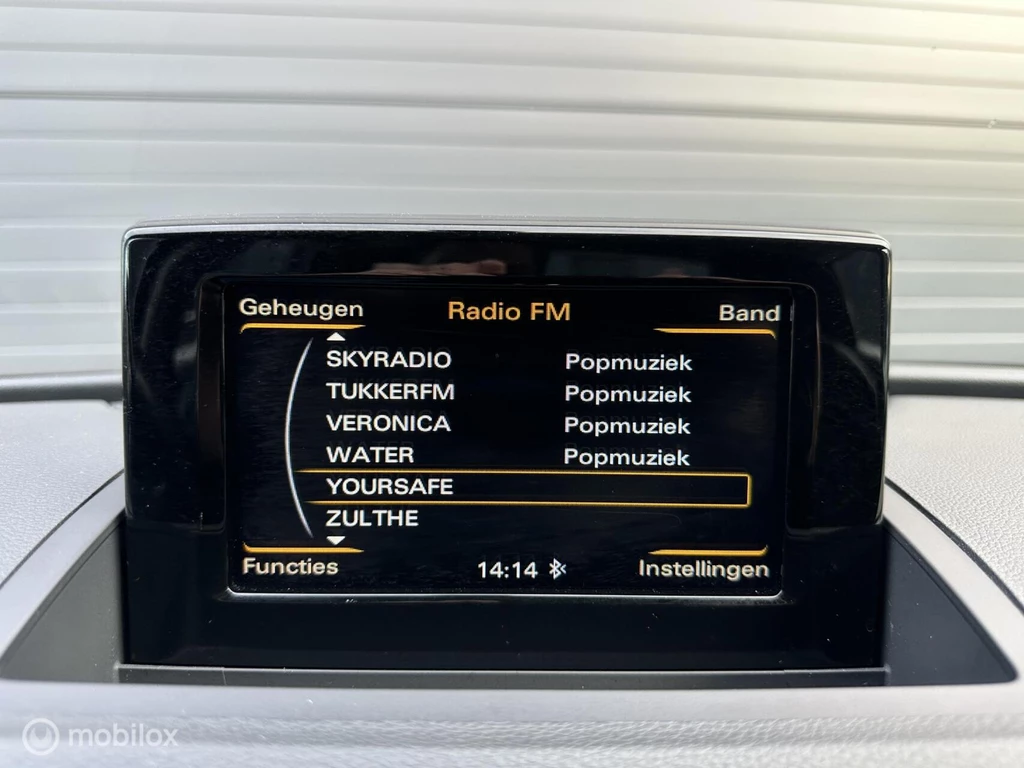 Geheugen Radio FM Band
SKYRADIO Popmuziek
TUKKERFM Popmuziek
VERONICA Popmuziek
WATER Popmuziek
YOURSAFE
ZULTHE
Functies 14:14 Instellingen
mobilox